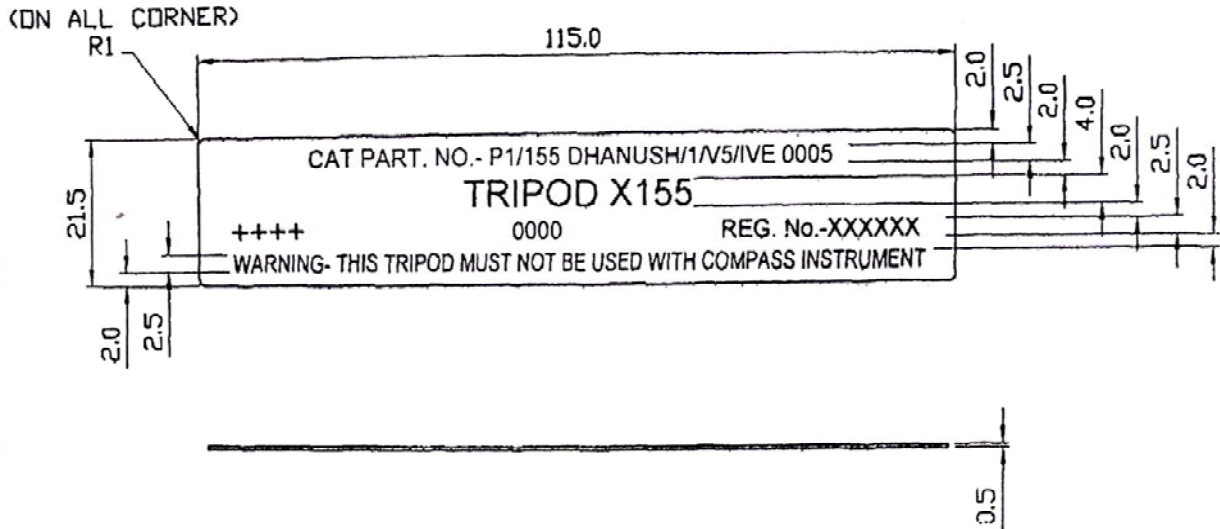 (ON ALL CORNER)
R1
115.0
2.0
2.5
2.0
4.0
2.0
2.5
2.0
21.5
CAT PART. NO.- P1/155 DHANUSH/1/V5/IVE 0005
TRIPOD X155
++++ 0000 REG. No.-XXXXXX
WARNING- THIS TRIPOD MUST NOT BE USED WITH COMPASS INSTRUMENT
2.0
2.5
0.5